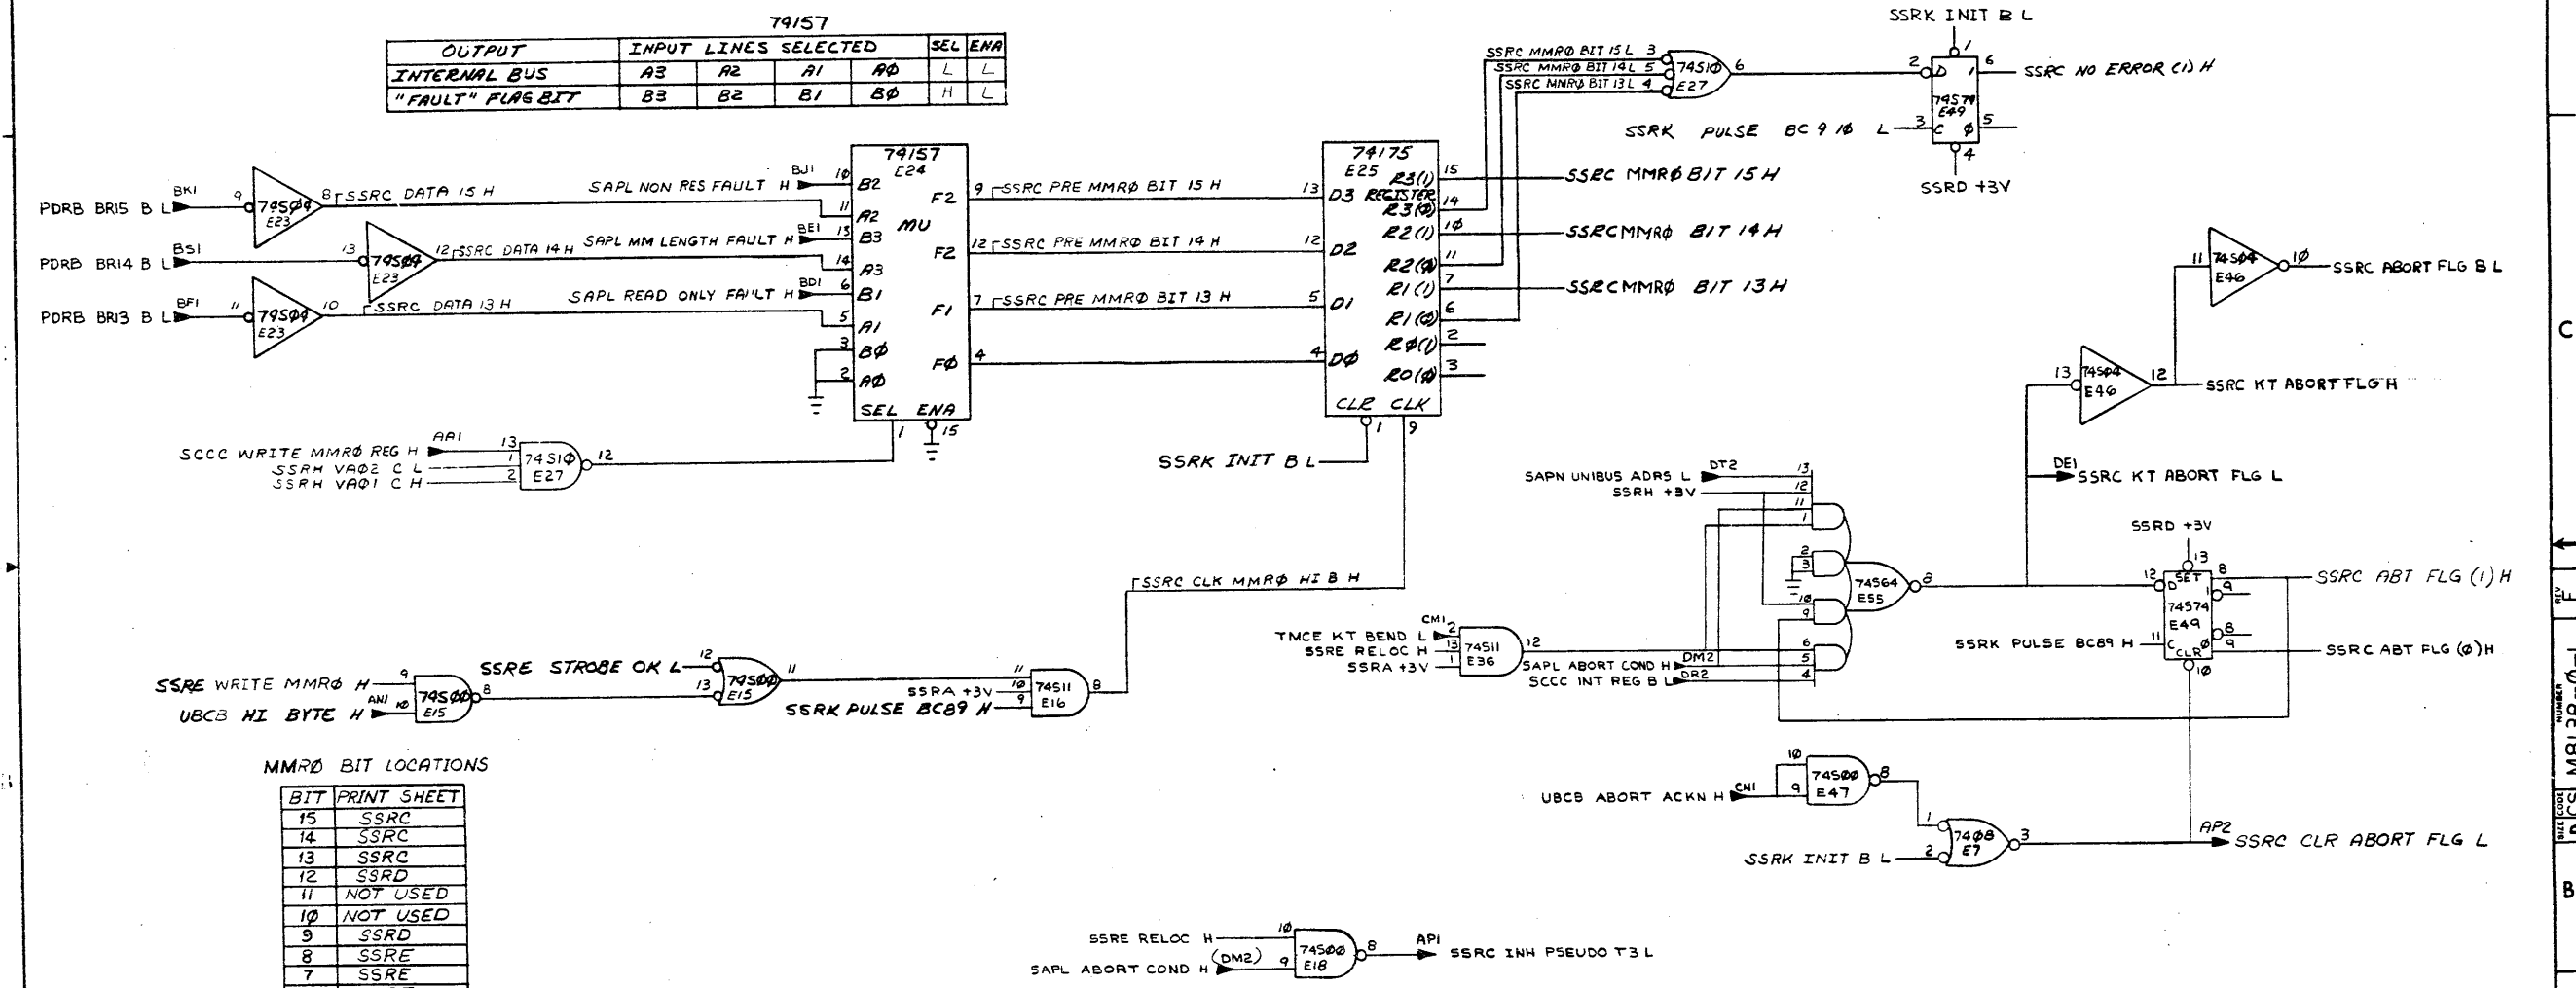 74157
OUTPUT INPUT LINES SELECTED SEL ENA
INTERNAL BUS A3 A2 A1 AØ L L
"FAULT" FLAG BIT B3 B2 B1 BØ H L
PDRB BR15 B L BK1 9 74SØ4 E23 8 SSRC DATA 15 H
PDRB BR14 B L BS1 13 74SØ4 E23 12 SSRC DATA 14 H
PDRB BR13 B L BF1 11 74SØ4 E23 10 SSRC DATA 13 H
SAPL NON RES FAULT H BJ1 10 B2
11 A2
SAPL MM LENGTH FAULT H BE1 13 B3
14 A3
SAPL READ ONLY FAULT H BD1 6 B1
5 A1
3 BØ
2 AØ
74157
E24
MU
F2 9 SSRC PRE MMRØ BIT 15 H 13 D3
F2 12 SSRC PRE MMRØ BIT 14 H 12 D2
F1 7 SSRC PRE MMRØ BIT 13 H 5 D1
FØ 4 4 DØ
SEL ENA
1 15
SCCC WRITE MMRØ REG H AA1 13
SSRH VAØ2 C L 1
SSRH VAØ1 C H 2
74S1Ø E27 12
74175
E25
REGISTER
R3(1) 15 SSRC MMRØ BIT 15 H
R3(Ø) 14
R2(1) 1Ø SSRC MMRØ BIT 14 H
R2(Ø) 11
R1(1) 7 SSRC MMRØ BIT 13 H
R1(Ø) 6
RØ(1) 2
RO(Ø) 3
CLR CLK
1 9
SSRK INIT B L
SSRC MMRØ BIT 15 L 3
SSRC MMRØ BIT 14 L 5
SSRC MMRØ BIT 13 L 4
74S1Ø E27 6
SSRK INIT B L
1
2 D 1 6 SSRC NO ERROR (1) H
74S74
E49
SSRK PULSE BC 9 1Ø L 3 C Ø 5
4
SSRD +3V
11 74SØ4 E46 1Ø SSRC ABORT FLG B L
13 74SØ4 E46 12 SSRC KT ABORT FLG H
DE1
SSRC KT ABORT FLG L
SAPN UNIBUS ADRS L DT2 13
SSRH +3V 12
11
1
2
3
10
9
6
5
4
74S64
E55
8
TMCE KT BEND L CM1 2
SSRE RELOC H 13
SSRA +3V 1
74S11 E36 12
SAPL ABORT COND H DM2
SCCC INT REG B L DR2
SSRD +3V
13
12 D SET 8 SSRC ABT FLG (1) H
1 9
74S74
E49
8
SSRK PULSE BC89 H 11 C Ø 9 SSRC ABT FLG (Ø) H
CLR
10
SSRC CLK MMRØ HI B H
SSRE WRITE MMRØ H 9
UBCB HI BYTE H AN1 10
74SØØ E15 8
SSRE STROBE OK L 12
13
74SØØ E15 11
11
SSRA +3V 10
SSRK PULSE BC89 H 9
74S11 E16 8
UBCB ABORT ACKN H CN1 10 9 74SØØ E47 8
SSRK INIT B L 1 2 74Ø8 E7 3
AP2 SSRC CLR ABORT FLG L
SSRE RELOC H 10
SAPL ABORT COND H (DM2) 9
74SØØ E18 8 AP1 SSRC INH PSEUDO T3 L
MMRØ BIT LOCATIONS
BIT PRINT SHEET
15 SSRC
14 SSRC
13 SSRC
12 SSRD
11 NOT USED
1Ø NOT USED
9 SSRD
8 SSRE
7 SSRE
C
B
REV
NUMBER
SIZE CODE